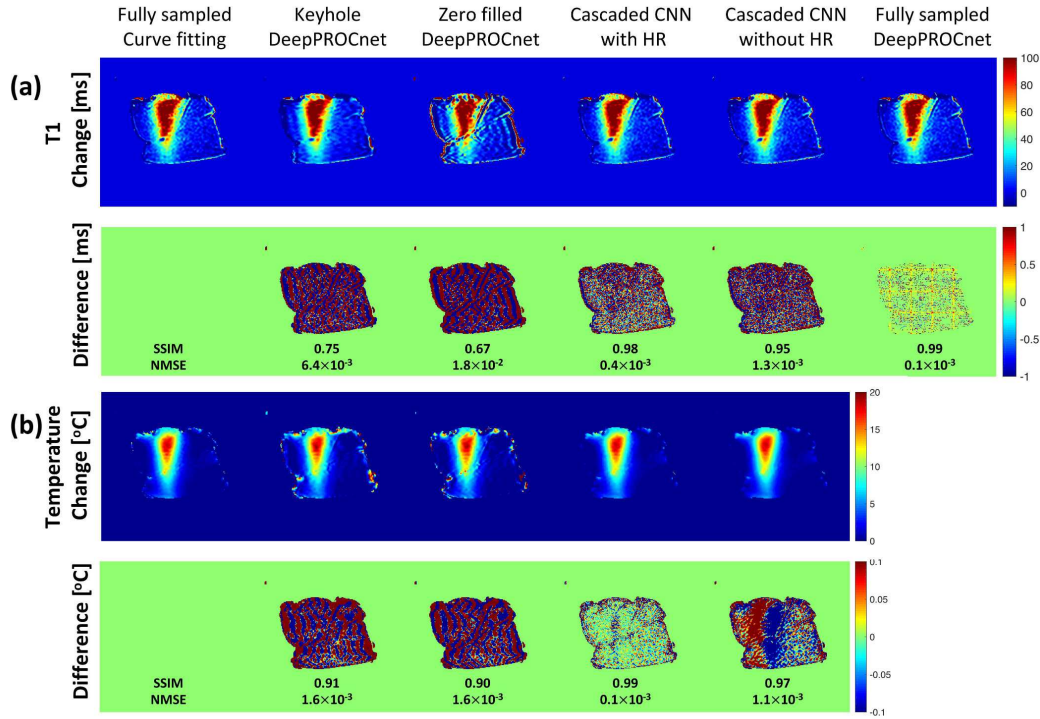 Fully sampled Curve fitting
Keyhole DeepPROCnet
Zero filled DeepPROCnet
Cascaded CNN with HR
Cascaded CNN without HR
Fully sampled DeepPROCnet
(a)
T1 Change [ms]
100
80
60
40
20
0
Difference [ms]
1
0.5
0
-0.5
-1
SSIM 0.75 0.67 0.98 0.95 0.99
NMSE 6.4×10⁻³ 1.8×10⁻² 0.4×10⁻³ 1.3×10⁻³ 0.1×10⁻³
(b)
Temperature Change [°C]
20
15
10
5
0
Difference [°C]
0.1
0.05
0
-0.05
-0.1
SSIM 0.91 0.90 0.99 0.97
NMSE 1.6×10⁻³ 1.6×10⁻³ 0.1×10⁻³ 1.1×10⁻³